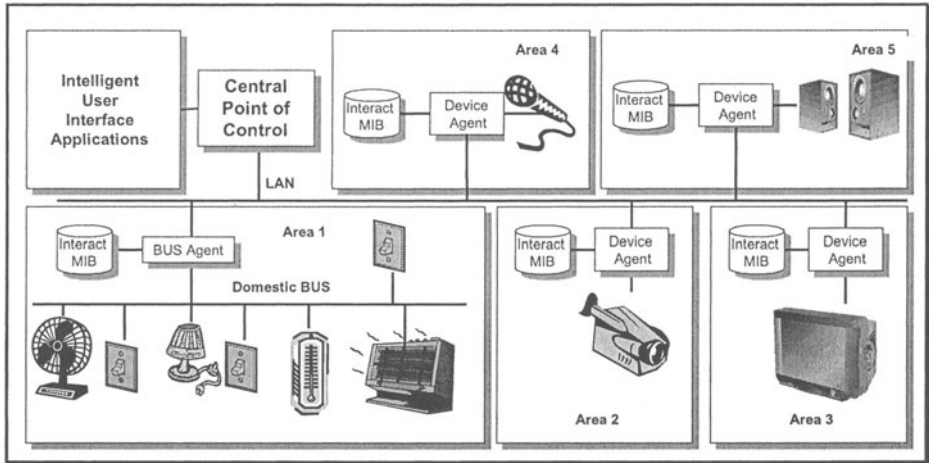 Intelligent
User
Interface
Applications
Central
Point of
Control
LAN
Area 4
Interact
MIB
Device
Agent
Area 5
Interact
MIB
Device
Agent
Area 1
Interact
MIB
BUS Agent
Domestic BUS
Interact
MIB
Device
Agent
Area 2
Interact
MIB
Device
Agent
Area 3